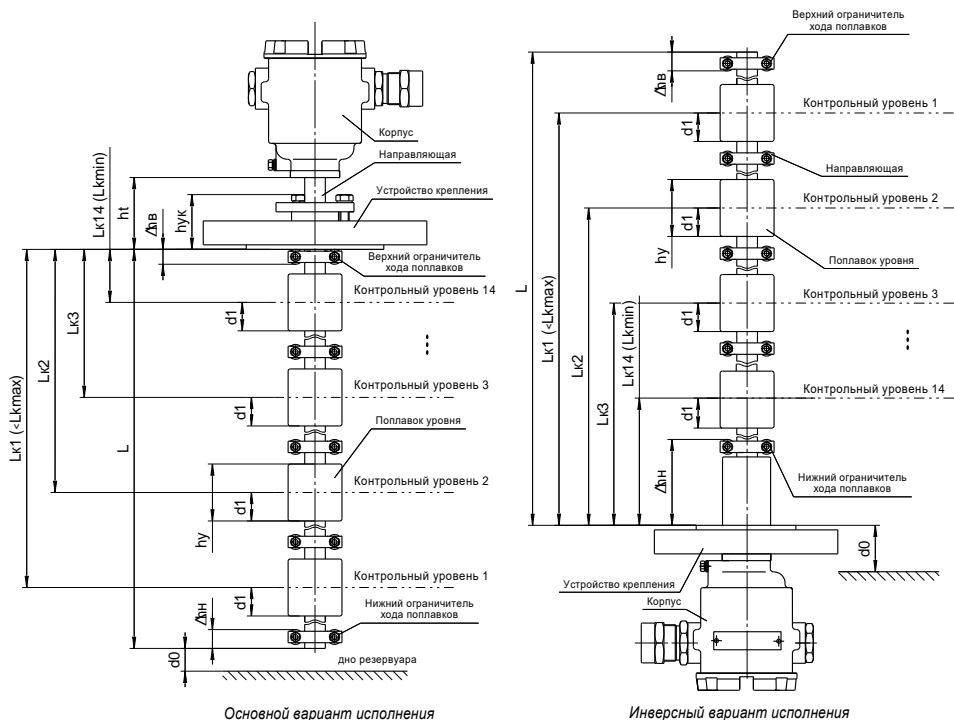 Корпус
Направляющая
Устройство крепления
Верхний ограничитель
хода поплавков
Контрольный уровень 14
Контрольный уровень 3
Поплавок уровня
Контрольный уровень 2
Контрольный уровень 1
Нижний ограничитель
хода поплавков
дно резервуара
Lк14 (Lkmin)
ht
Δhв
hук
Lк3
Lк2
Lк1 (<Lkmax)
L
d1
d1
hу
d1
d1
Δhн
d0
Основной вариант исполнения
Верхний ограничитель
хода поплавков
Контрольный уровень 1
Направляющая
Контрольный уровень 2
Поплавок уровня
Контрольный уровень 3
Контрольный уровень 14
Нижний ограничитель
хода поплавков
Устройство крепления
Корпус
Δhв
d1
d1
hу
d1
d1
Δhн
L
Lк1 (<Lkmax)
Lк2
Lк3
Lк14 (Lkmin)
d0
Инверсный вариант исполнения